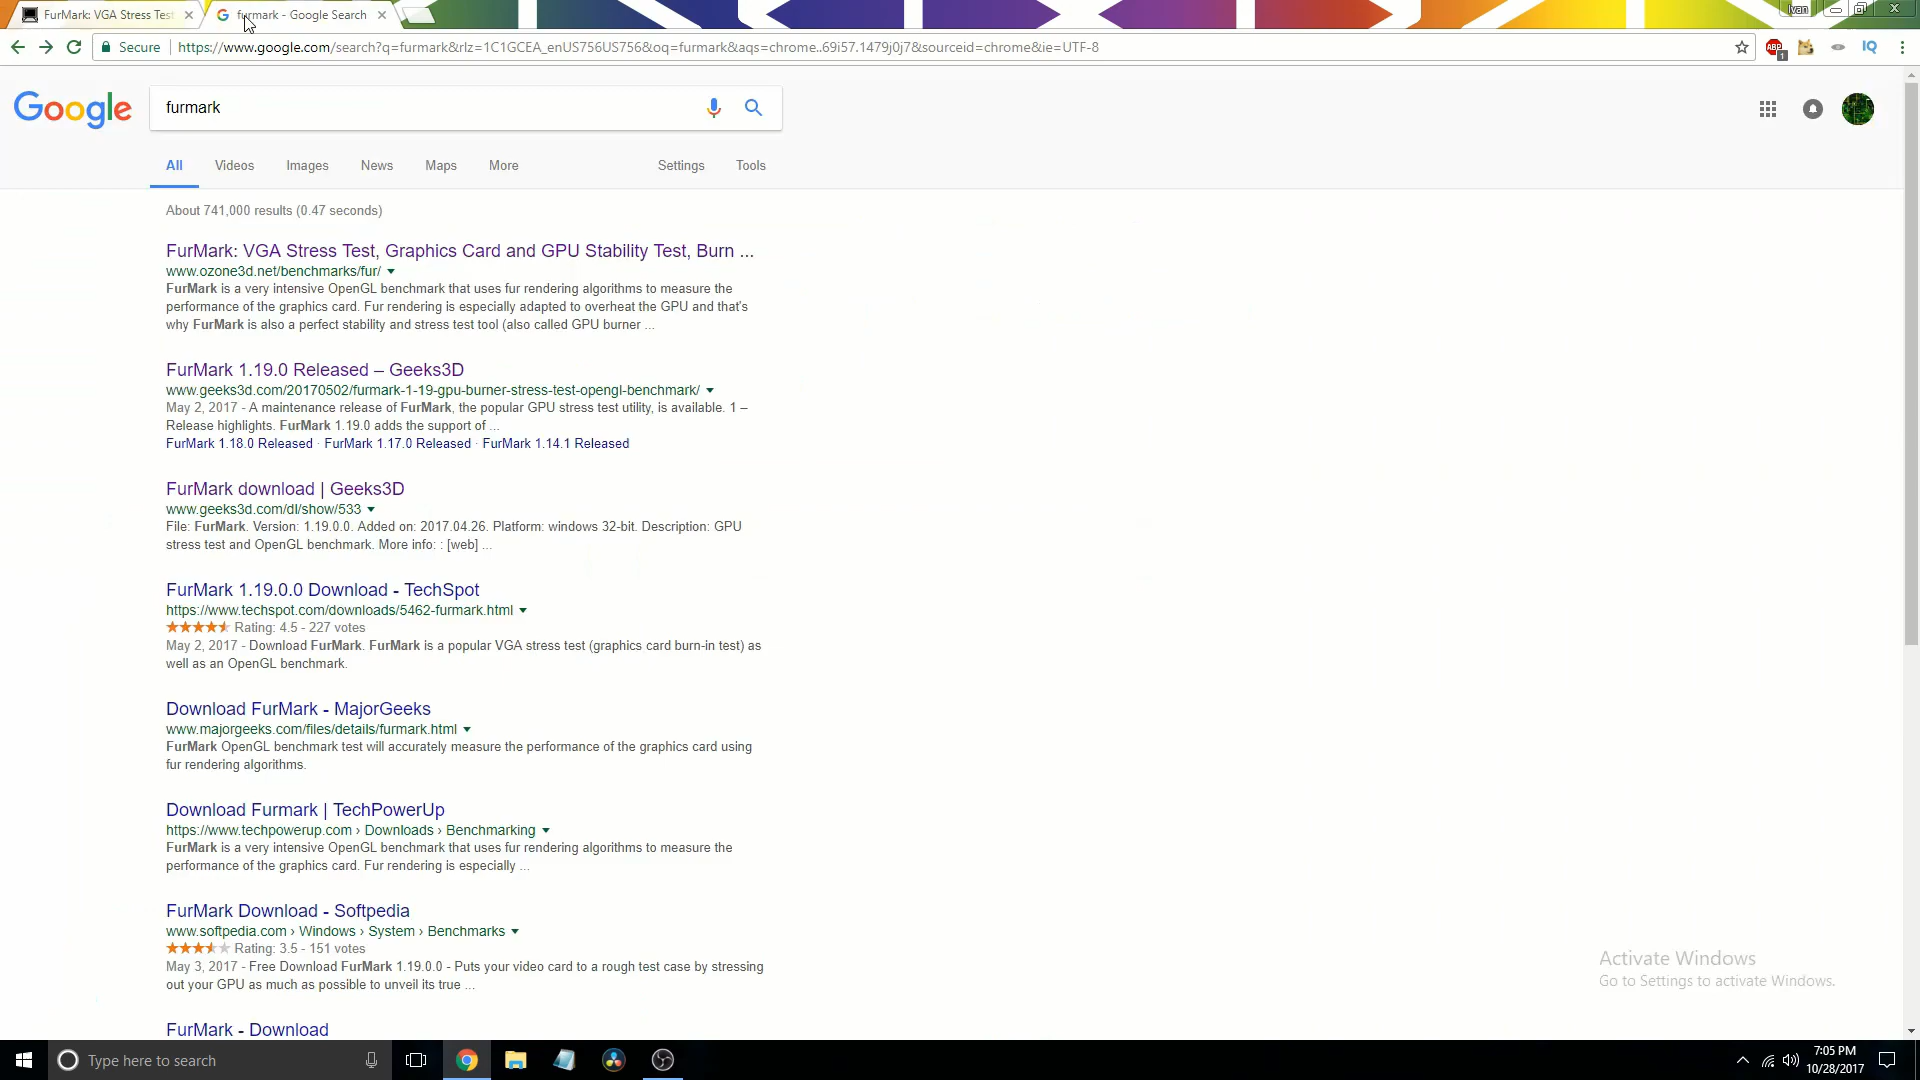 FurMark: VGA Stress Test
furmark - Google Search
Ivan
Secure
https://www.google.com/search?q=furmark&rlz=1C1GCEA_enUS756US756&oq=furmark&aqs=chrome..69i57.1479j0j7&sourceid=chrome&ie=UTF-8
ABP
1
IQ
Google
furmark
All
Videos
Images
News
Maps
More
Settings
Tools
About 741,000 results (0.47 seconds)
FurMark: VGA Stress Test, Graphics Card and GPU Stability Test, Burn ...
www.ozone3d.net/benchmarks/fur/
FurMark is a very intensive OpenGL benchmark that uses fur rendering algorithms to measure the
performance of the graphics card. Fur rendering is especially adapted to overheat the GPU and that's
why FurMark is also a perfect stability and stress test tool (also called GPU burner ...
FurMark 1.19.0 Released – Geeks3D
www.geeks3d.com/20170502/furmark-1-19-gpu-burner-stress-test-opengl-benchmark/
May 2, 2017 - A maintenance release of FurMark, the popular GPU stress test utility, is available. 1 –
Release highlights. FurMark 1.19.0 adds the support of ...
FurMark 1.18.0 Released · FurMark 1.17.0 Released · FurMark 1.14.1 Released
FurMark download | Geeks3D
www.geeks3d.com/dl/show/533
File: FurMark. Version: 1.19.0.0. Added on: 2017.04.26. Platform: windows 32-bit. Description: GPU
stress test and OpenGL benchmark. More info: : [web] ...
FurMark 1.19.0.0 Download - TechSpot
https://www.techspot.com/downloads/5462-furmark.html
Rating: 4.5 - 227 votes
May 2, 2017 - Download FurMark. FurMark is a popular VGA stress test (graphics card burn-in test) as
well as an OpenGL benchmark.
Download FurMark - MajorGeeks
www.majorgeeks.com/files/details/furmark.html
FurMark OpenGL benchmark test will accurately measure the performance of the graphics card using
fur rendering algorithms.
Download Furmark | TechPowerUp
https://www.techpowerup.com › Downloads › Benchmarking
FurMark is a very intensive OpenGL benchmark that uses fur rendering algorithms to measure the
performance of the graphics card. Fur rendering is especially ...
FurMark Download - Softpedia
www.softpedia.com › Windows › System › Benchmarks
Rating: 3.5 - 151 votes
May 3, 2017 - Free Download FurMark 1.19.0.0 - Puts your video card to a rough test case by stressing
out your GPU as much as possible to unveil its true ...
FurMark - Download
Activate Windows
Go to Settings to activate Windows.
Type here to search
7:05 PM
10/28/2017